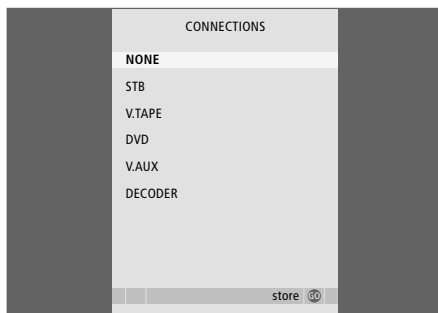 CONNECTIONS
NONE
STB
V.TAPE
DVD
V.AUX
DECODER
store GO